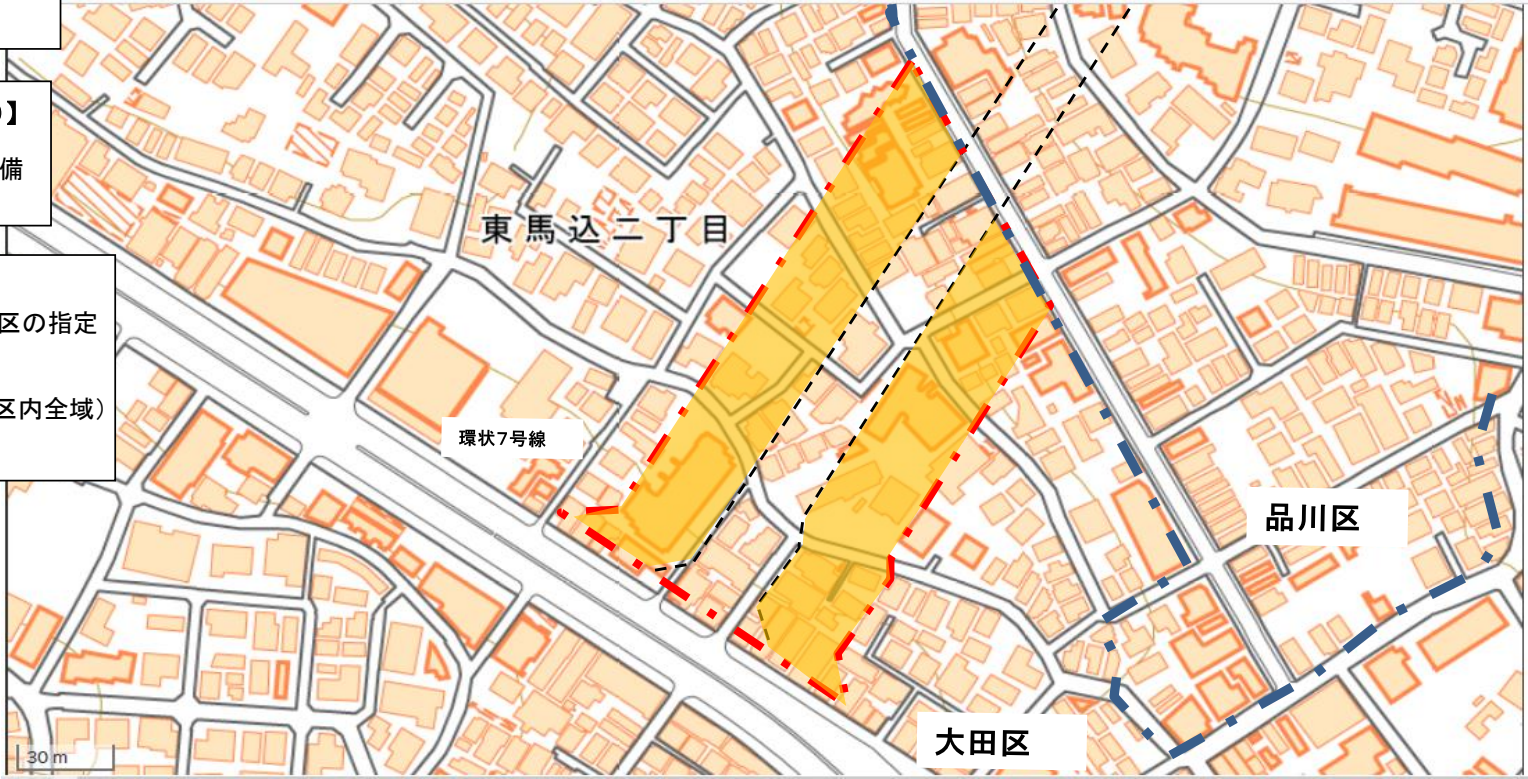 )】
備
区の指定
区内全域）
東馬込二丁目
環状7号線
品川区
大田区
30 m